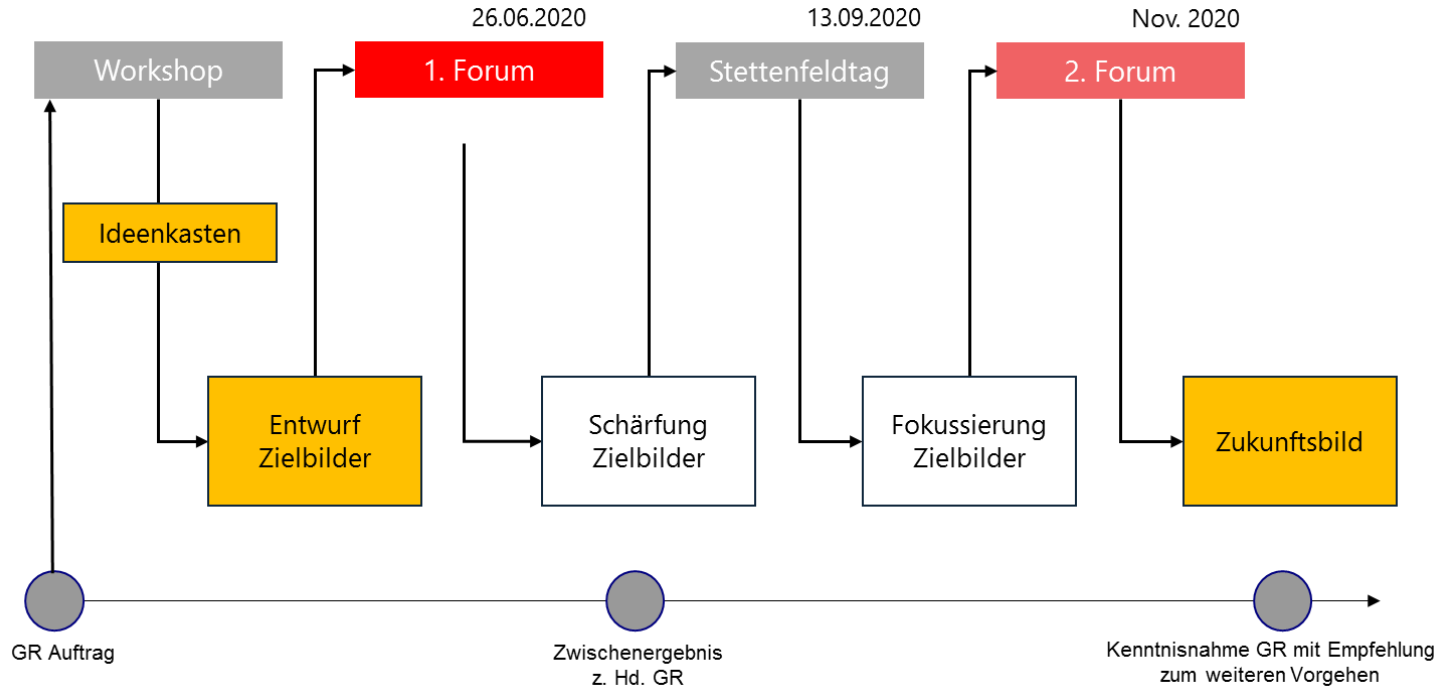 26.06.2020
13.09.2020
Nov. 2020
Workshop
1. Forum
Stettenfeldtag
2. Forum
Ideenkasten
Entwurf
Zielbilder
Schärfung
Zielbilder
Fokussierung
Zielbilder
Zukunftsbild
GR Auftrag
Zwischenergebnis
z. Hd. GR
Kenntnisnahme GR mit Empfehlung
zum weiteren Vorgehen